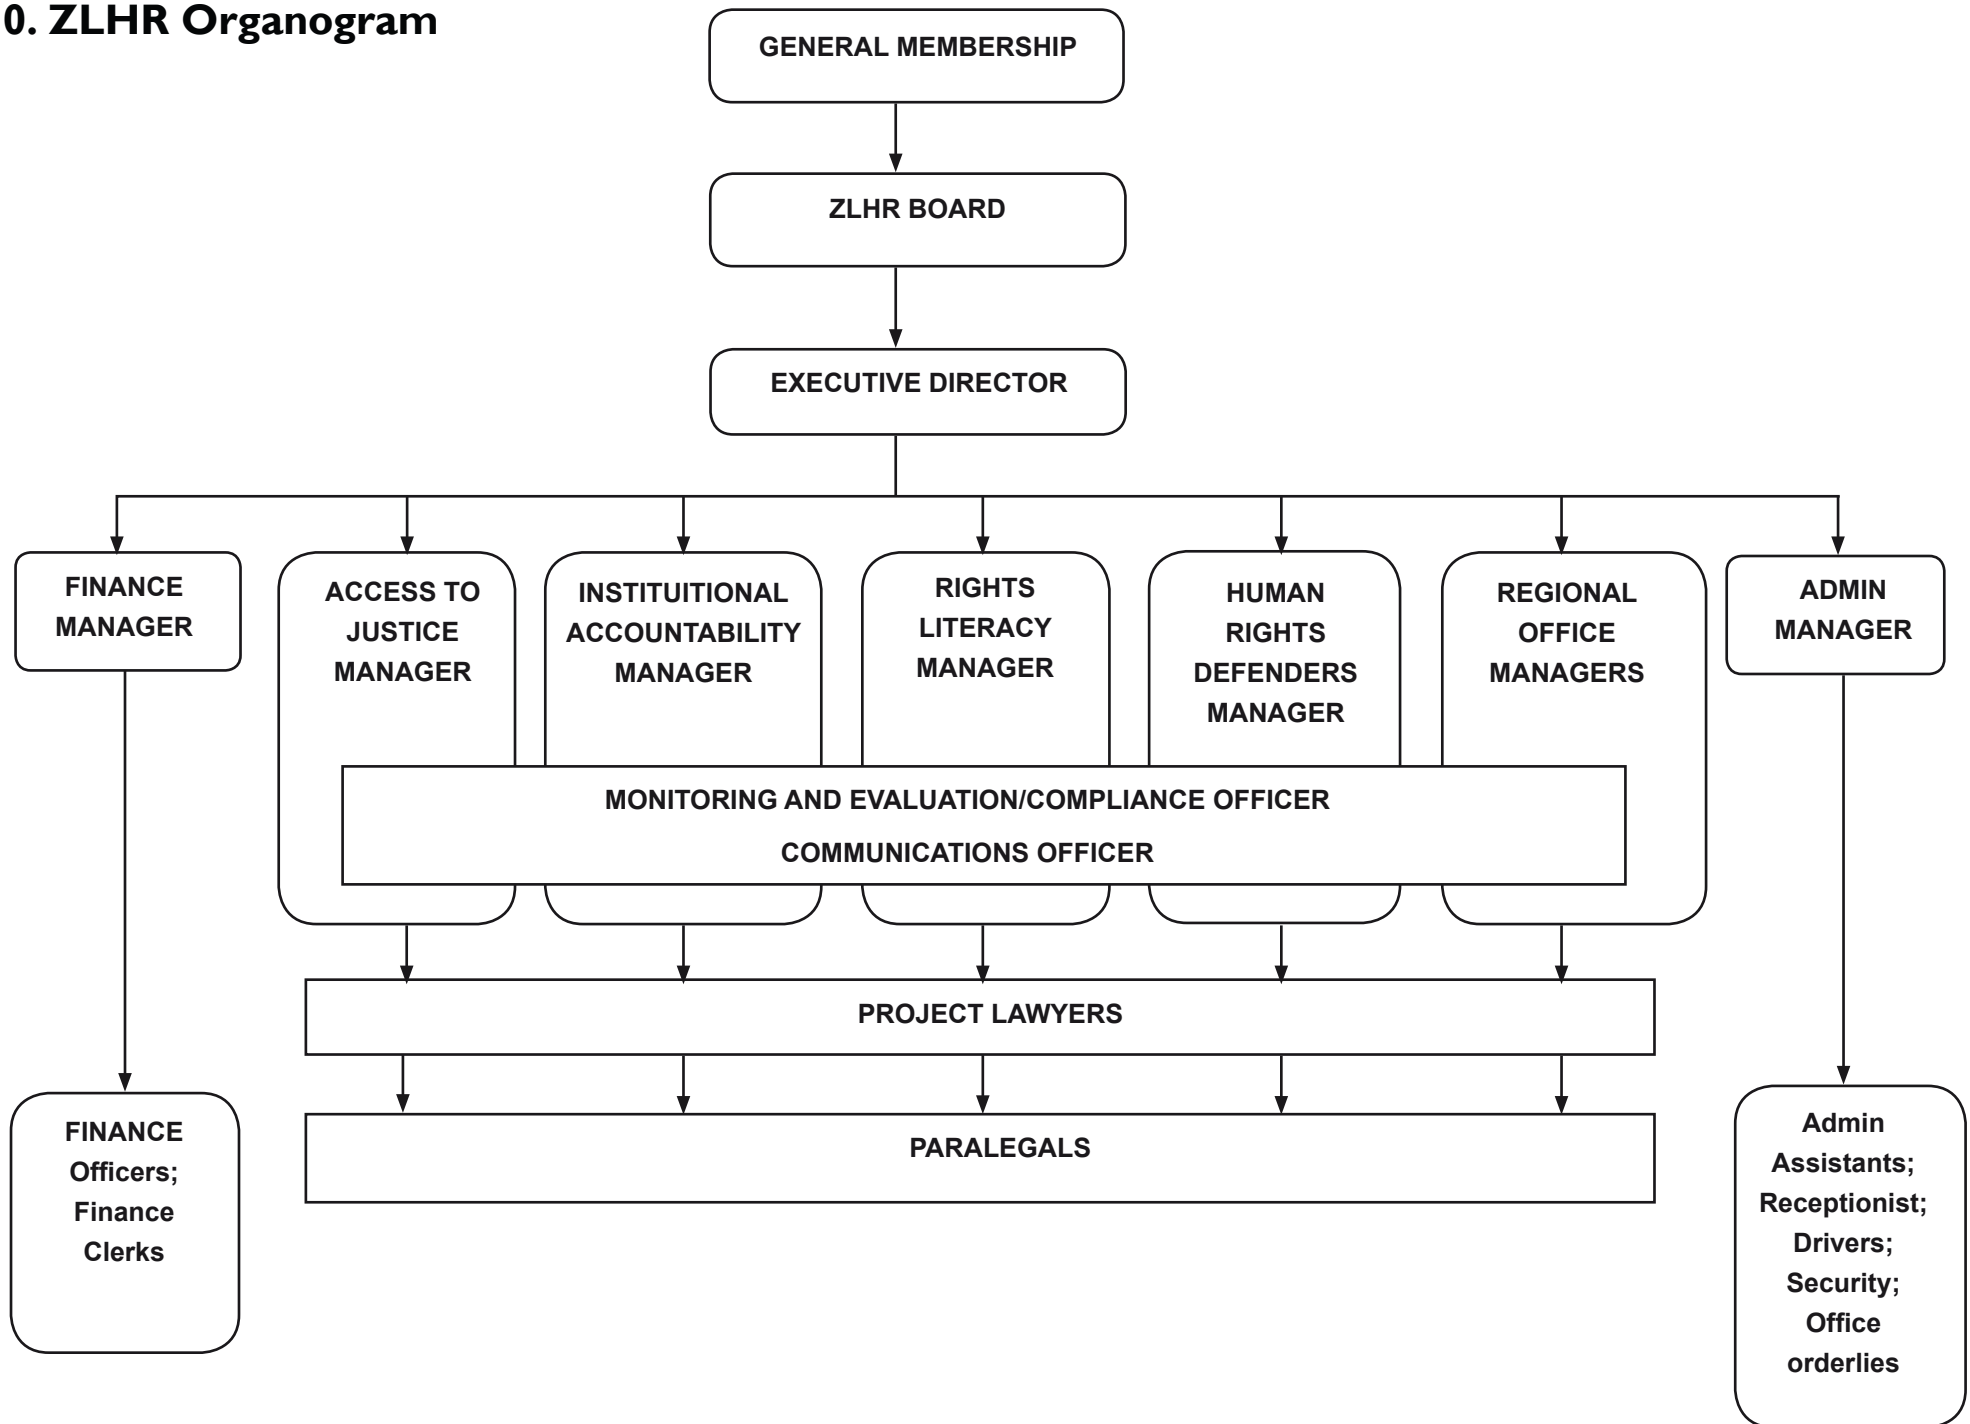 0. ZLHR Organogram
GENERAL MEMBERSHIP
ZLHR BOARD
EXECUTIVE DIRECTOR
FINANCE
MANAGER
ACCESS TO
JUSTICE
MANAGER
INSTITUITIONAL
ACCOUNTABILITY
MANAGER
RIGHTS
LITERACY
MANAGER
HUMAN
RIGHTS
DEFENDERS
MANAGER
REGIONAL
OFFICE
MANAGERS
ADMIN
MANAGER
MONITORING AND EVALUATION/COMPLIANCE OFFICER
COMMUNICATIONS OFFICER
PROJECT LAWYERS
PARALEGALS
FINANCE
Officers;
Finance
Clerks
Admin
Assistants;
Receptionist;
Drivers;
Security;
Office
orderlies